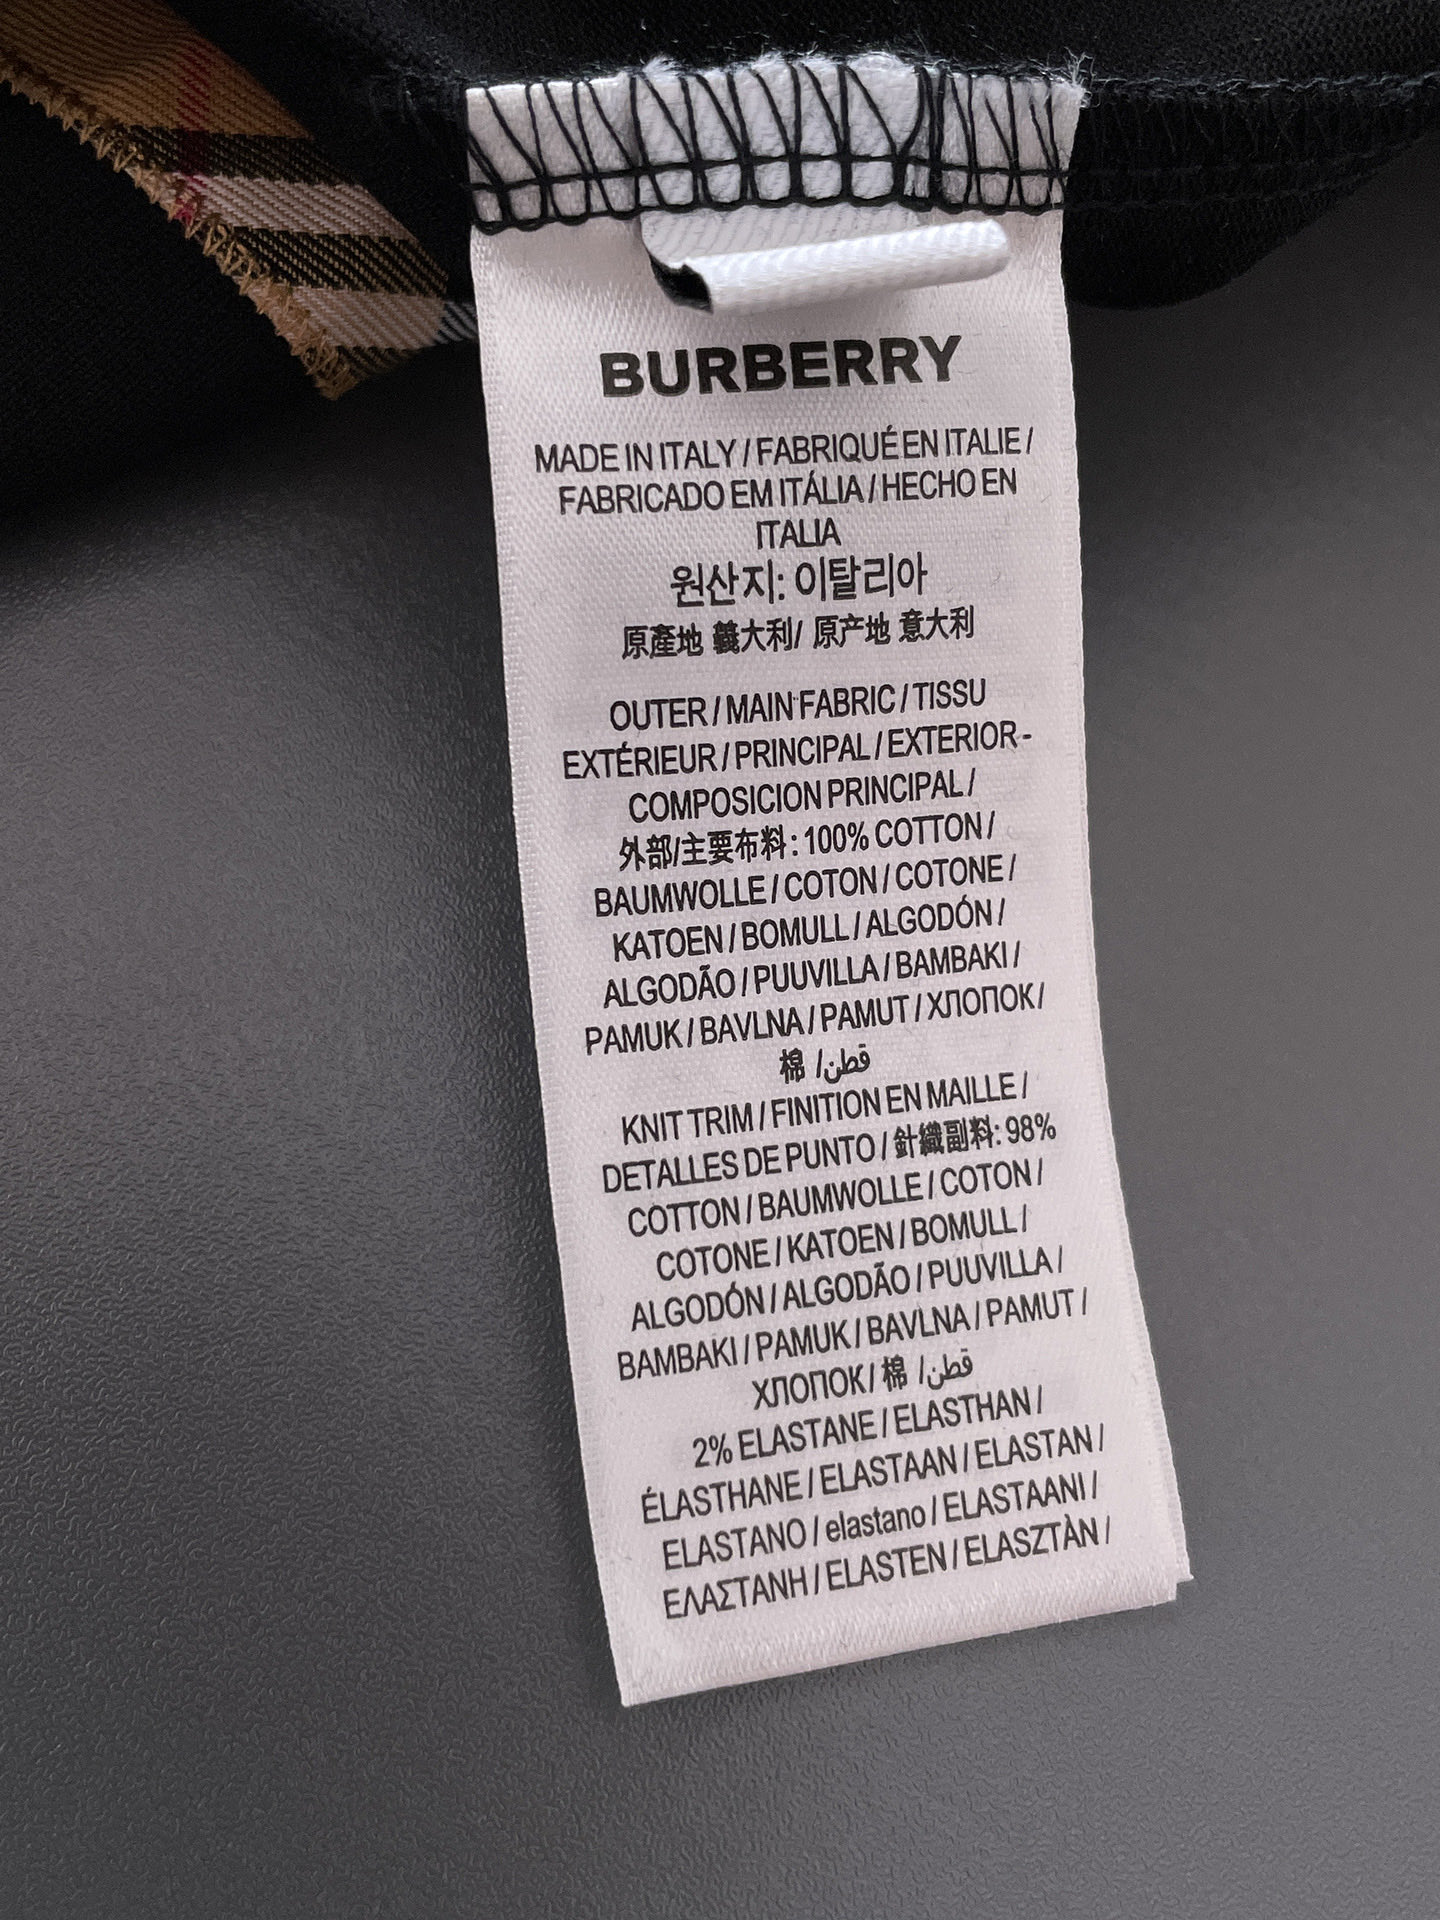 BURBERRY
MADE IN ITALY / FABRIQUÉ EN ITALIE /
FABRICADO EM ITÁLIA / HECHO EN
ITALIA
원산지: 이탈리아
原產地 義大利/ 原产地 意大利
OUTER / MAIN FABRIC / TISSU
EXTÉRIEUR / PRINCIPAL / EXTERIOR -
COMPOSICION PRINCIPAL /
外部/主要布料 : 100% COTTON /
BAUMWOLLE / COTON / COTONE /
KATOEN / BOMULL / ALGODÓN /
ALGODÃO / PUUVILLA / BAMBAKI /
PAMUK / BAVLNA / PAMUT / ХЛОПОК /
棉 / قطن
KNIT TRIM / FINITION EN MAILLE /
DETALLES DE PUNTO / 針織副料: 98%
COTTON / BAUMWOLLE / COTON /
COTONE / KATOEN / BOMULL /
ALGODÓN / ALGODÃO / PUUVILLA /
BAMBAKI / PAMUK / BAVLNA / PAMUT /
ХЛОПОК / 棉 / قطن
2% ELASTANE / ELASTHAN /
ÉLASTHANE / ELASTAAN / ELASTAN /
ELASTANO / elastano / ELASTAANI /
ΕΛΑΣΤΑΝΗ / ELASTEN / ELASZTÀN /